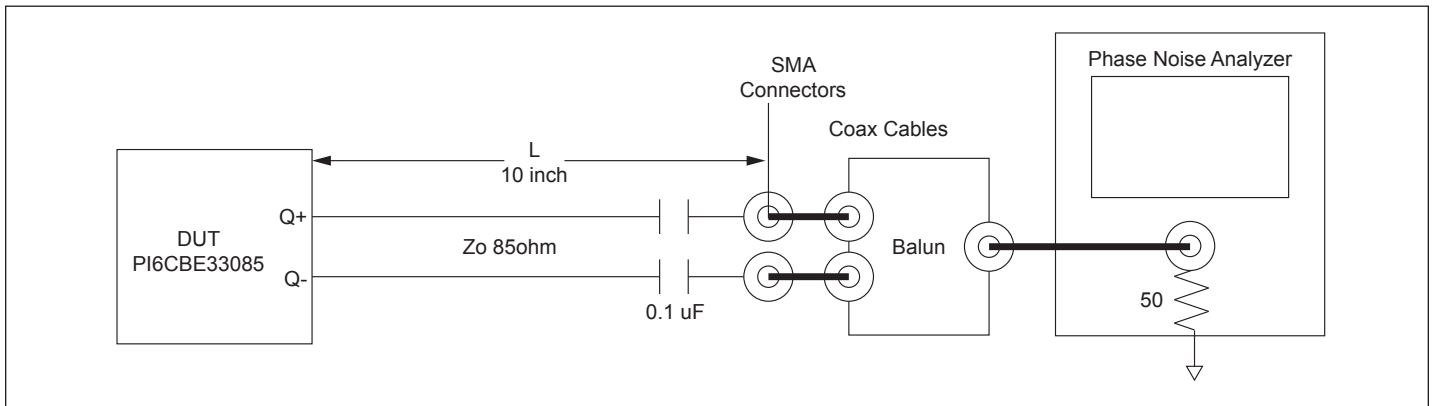 Phase Noise Analyzer
SMA
Connectors
Coax Cables
L
10 inch
Q+
DUT
PI6CBE33085
Zo 85ohm
Balun
Q-
50
0.1 uF